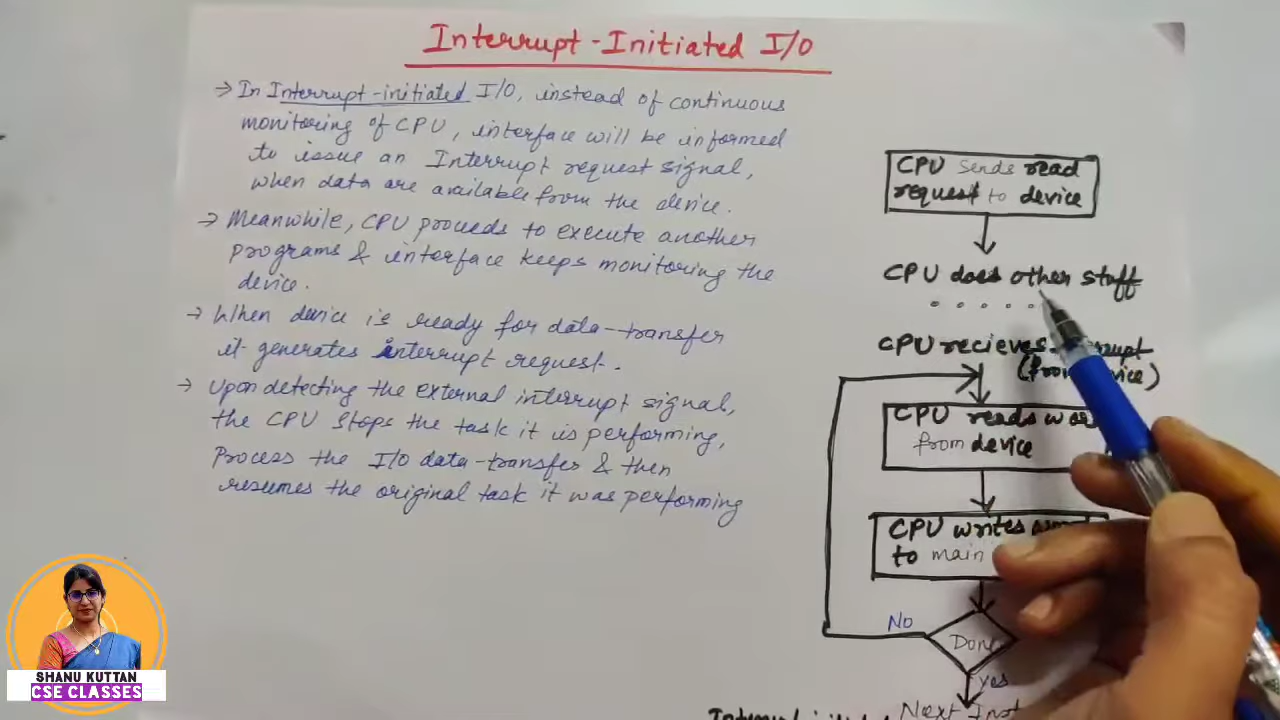 Interrupt-Initiated I/O
→ In Interrupt-initiated I/O, instead of continuous
monitoring of CPU, interface will be informed
to issue an Interrupt request signal,
when data are available from the device.
→ Meanwhile, CPU proceeds to execute another
programs & interface keeps monitoring the
device.
→ When device is ready for data-transfer
it generates interrupt request.
→ Upon detecting the external interrupt signal,
the CPU stops the task it is performing,
Process the I/O data-transfer & then
resumes the original task it was performing
CPU sends read
request to device
CPU does other stuff
. . . . .
CPU recieves
CPU reads
from device
CPU writes
to main
No
Done
yes
Next
SHANU KUTTAN
CSE CLASSES